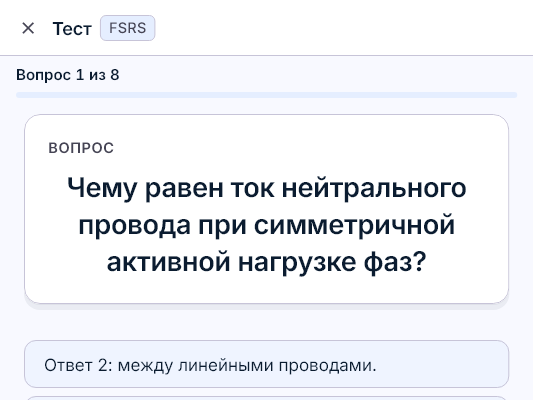 Тест FSRS
Вопрос 1 из 8
ВОПРОС
Чему равен ток нейтрального
провода при симметричной
активной нагрузке фаз?
Ответ 2: между линейными проводами.